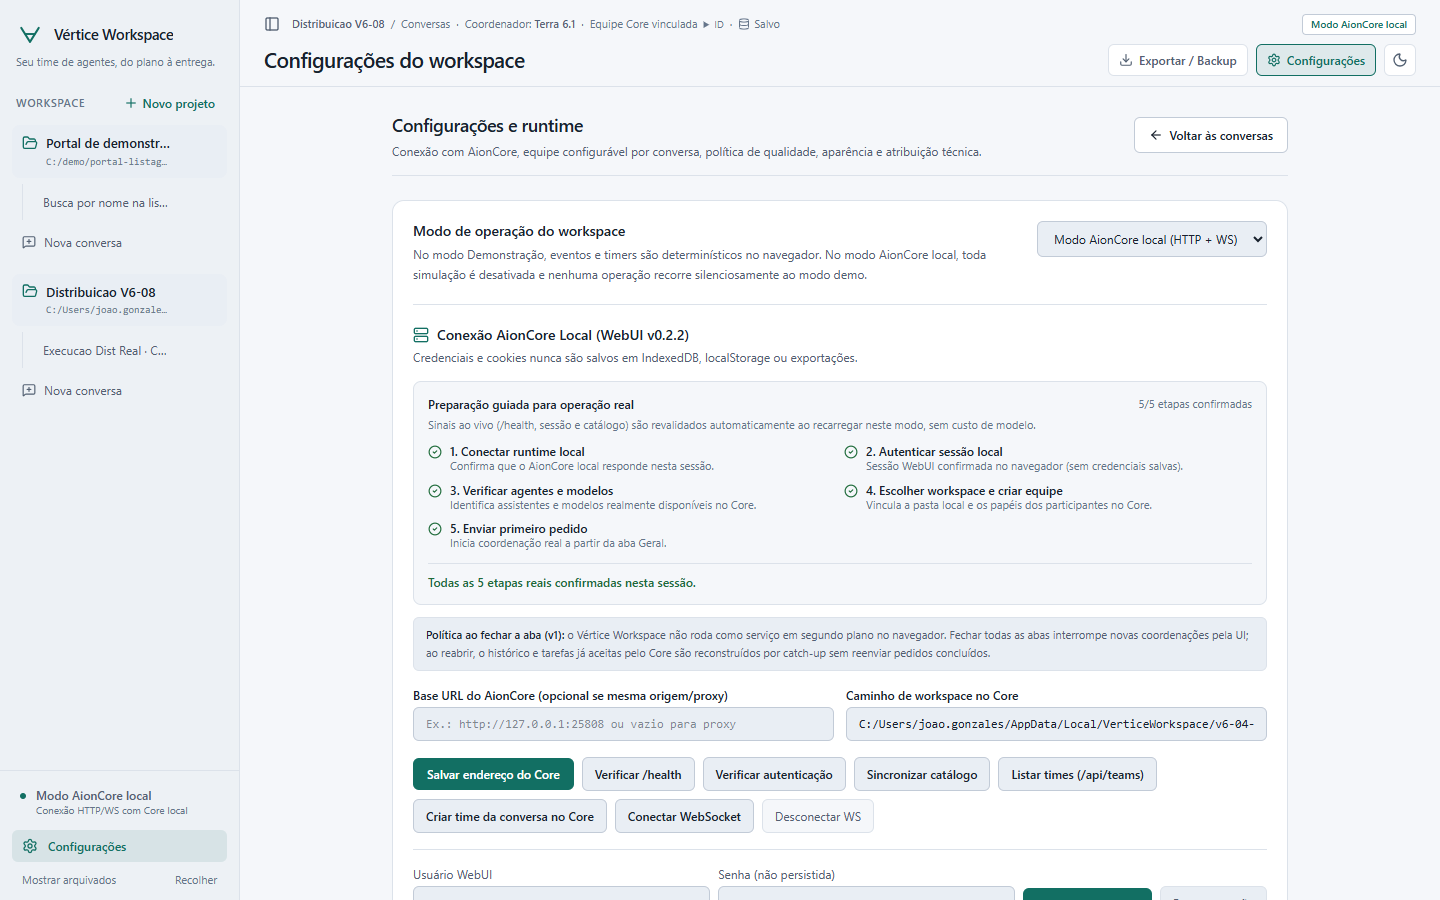 Vértice Workspace
Seu time de agentes, do plano à entrega.
WORKSPACE
Novo projeto
Portal de demonstr...
C:/demo/portal-listag…
Busca por nome na lis...
Nova conversa
Distribuicao V6-08
C:/Users/joao.gonzale…
Execucao Dist Real · C...
Nova conversa
Modo AionCore local
Conexão HTTP/WS com Core local
Configurações
Mostrar arquivados
Recolher
Distribuicao V6-08 / Conversas · Coordenador: Terra 6.1 · Equipe Core vinculada ▶ ID · Salvo
Modo AionCore local
Configurações do workspace
Exportar / Backup
Configurações
Configurações e runtime
Conexão com AionCore, equipe configurável por conversa, política de qualidade, aparência e atribuição técnica.
Voltar às conversas
Modo de operação do workspace
No modo Demonstração, eventos e timers são determinísticos no navegador. No modo AionCore local, toda
simulação é desativada e nenhuma operação recorre silenciosamente ao modo demo.
Modo AionCore local (HTTP + WS)
Conexão AionCore Local (WebUI v0.2.2)
Credenciais e cookies nunca são salvos em IndexedDB, localStorage ou exportações.
Preparação guiada para operação real
5/5 etapas confirmadas
Sinais ao vivo (/health, sessão e catálogo) são revalidados automaticamente ao recarregar neste modo, sem custo de modelo.
1. Conectar runtime local
Confirma que o AionCore local responde nesta sessão.
2. Autenticar sessão local
Sessão WebUI confirmada no navegador (sem credenciais salvas).
3. Verificar agentes e modelos
Identifica assistentes e modelos realmente disponíveis no Core.
4. Escolher workspace e criar equipe
Vincula a pasta local e os papéis dos participantes no Core.
5. Enviar primeiro pedido
Inicia coordenação real a partir da aba Geral.
Todas as 5 etapas reais confirmadas nesta sessão.
Política ao fechar a aba (v1): o Vértice Workspace não roda como serviço em segundo plano no navegador. Fechar todas as abas interrompe novas coordenações pela UI;
ao reabrir, o histórico e tarefas já aceitas pelo Core são reconstruídos por catch-up sem reenviar pedidos concluídos.
Base URL do AionCore (opcional se mesma origem/proxy)
Ex.: http://127.0.0.1:25808 ou vazio para proxy
Caminho de workspace no Core
C:/Users/joao.gonzales/AppData/Local/VerticeWorkspace/v6-04-
Salvar endereço do Core
Verificar /health
Verificar autenticação
Sincronizar catálogo
Listar times (/api/teams)
Criar time da conversa no Core
Conectar WebSocket
Desconectar WS
Usuário WebUI
Senha (não persistida)